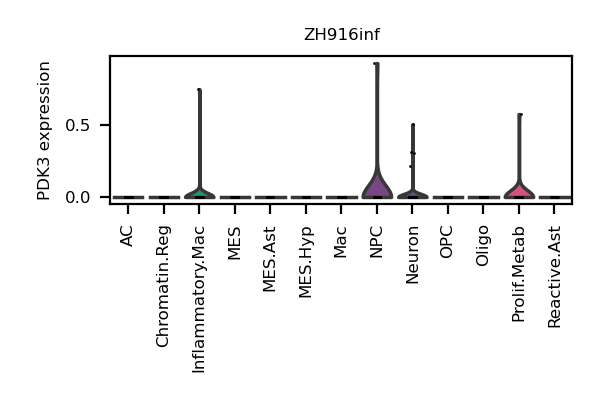 ZH916inf
PDK3 expression
0.5
0.0
AC
Chromatin.Reg
Inflammatory.Mac
MES
MES.Ast
MES.Hyp
Mac
NPC
Neuron
OPC
Oligo
Prolif.Metab
Reactive.Ast